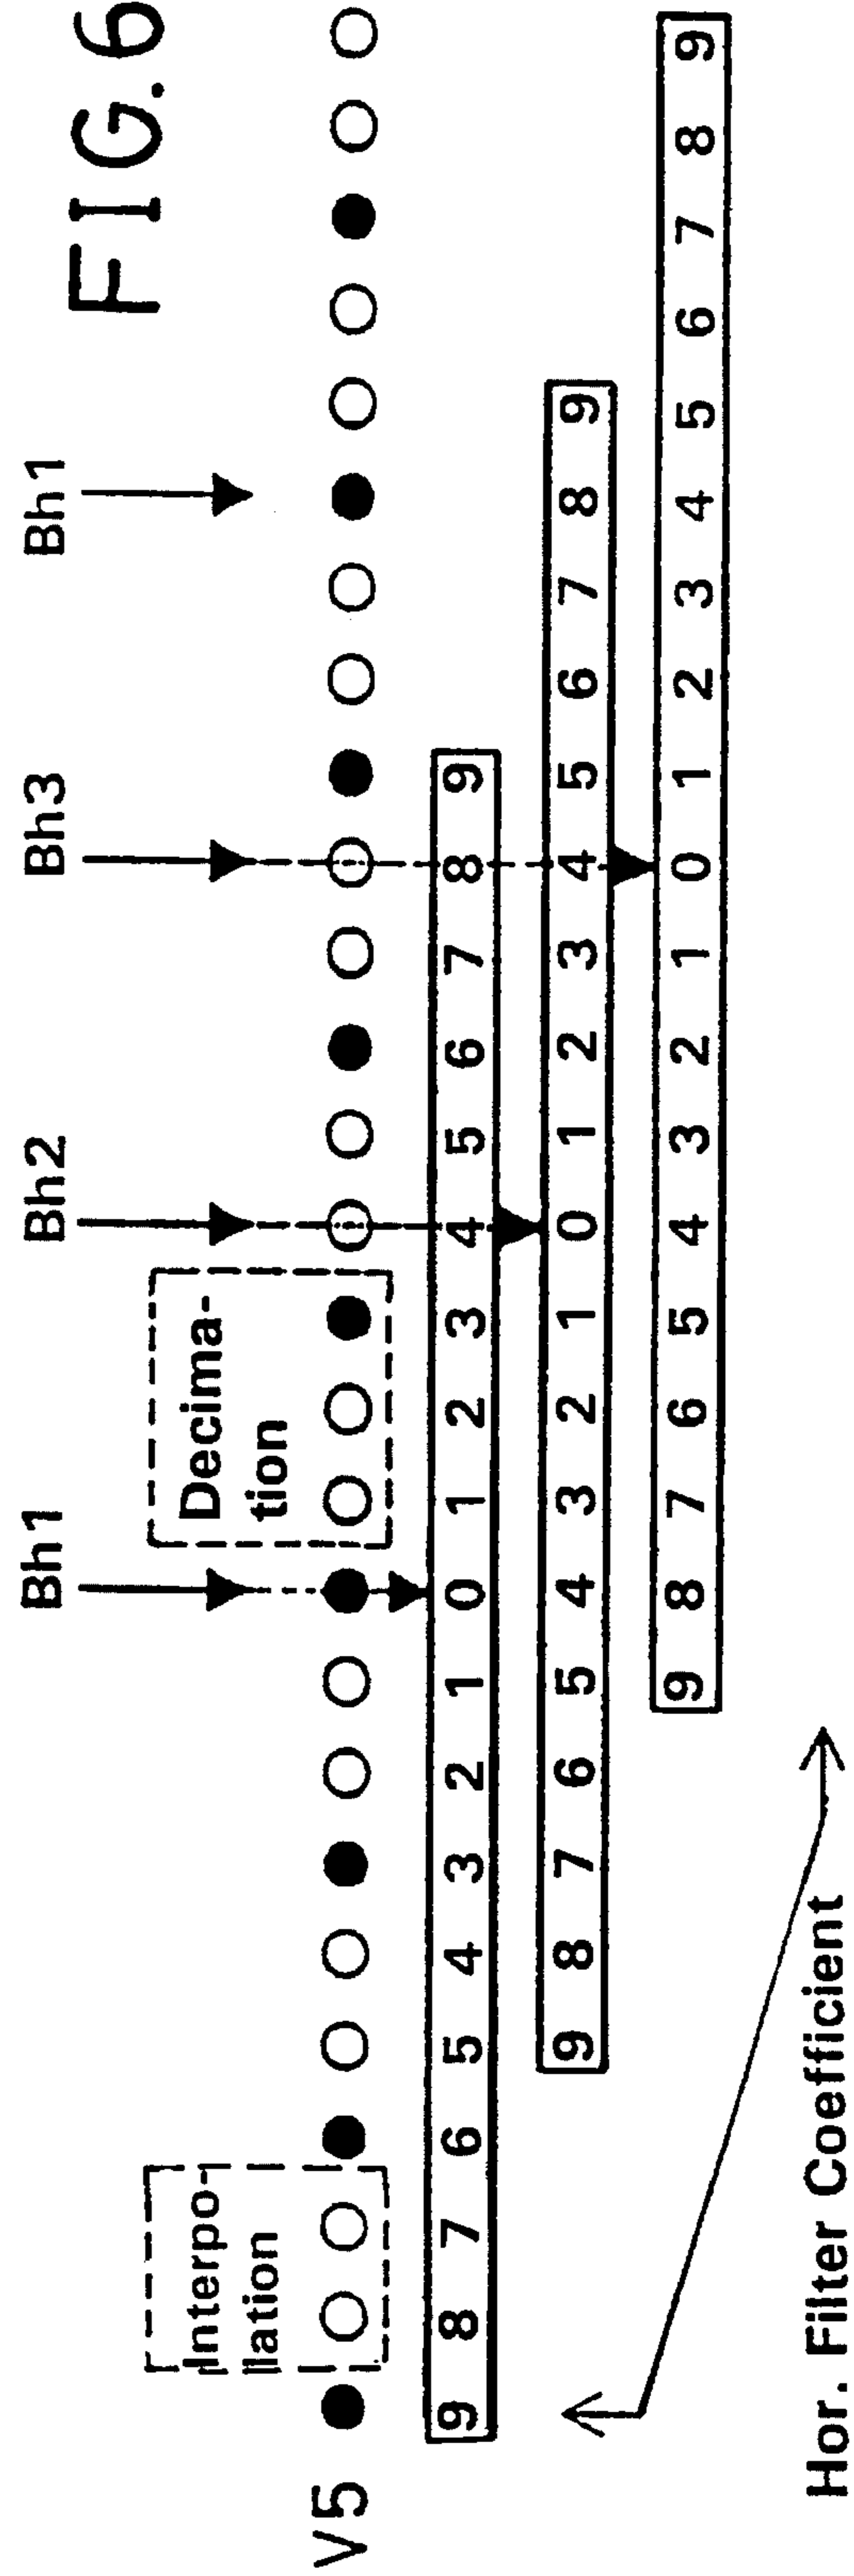 FIG. 6
Bh1 Bh2 Bh3 Bh1
Interpo-
lation
Decima-
tion
V5
9 8 7 6 5 4 3 2 1 0 1 2 3 4 5 6 7 8 9
9 8 7 6 5 4 3 2 1 0 1 2 3 4 5 6 7 8 9
9 8 7 6 5 4 3 2 1 0 1 2 3 4 5 6 7 8 9
Hor. Filter Coefficient